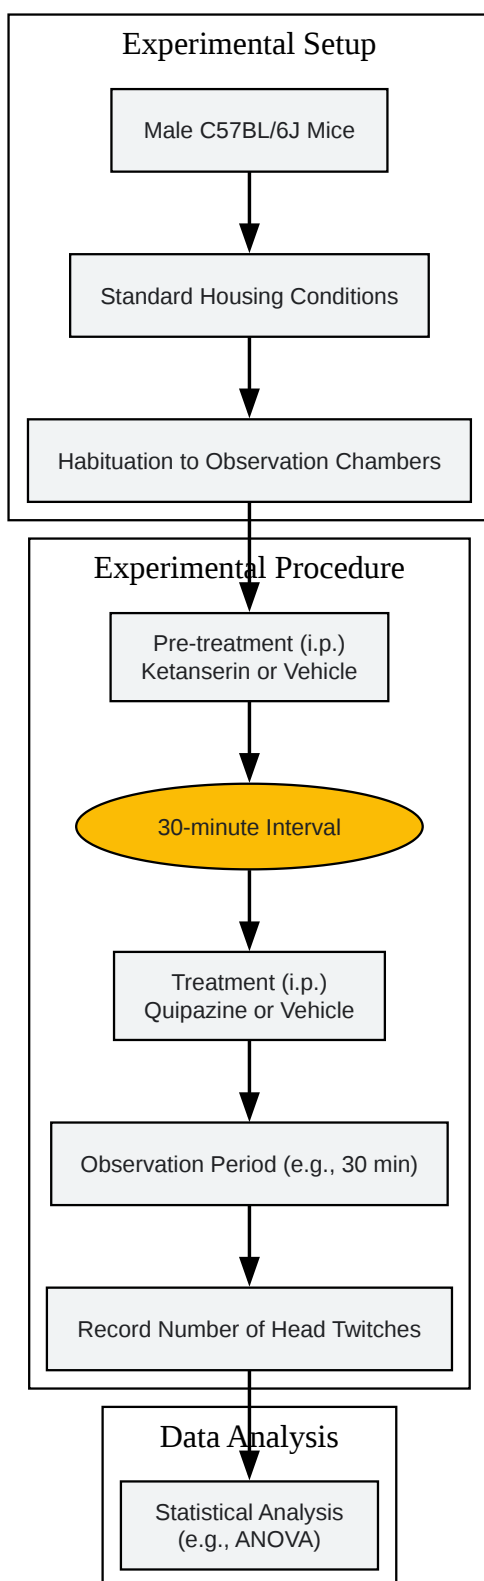 Experimental Setup
Male C57BL/6J Mice
Standard Housing Conditions
Habituation to Observation Chambers
Experimental Procedure
Pre-treatment (i.p.)
Ketanserin or Vehicle
30-minute Interval
Treatment (i.p.)
Quipazine or Vehicle
Observation Period (e.g., 30 min)
Record Number of Head Twitches
Data Analysis
Statistical Analysis
(e.g., ANOVA)